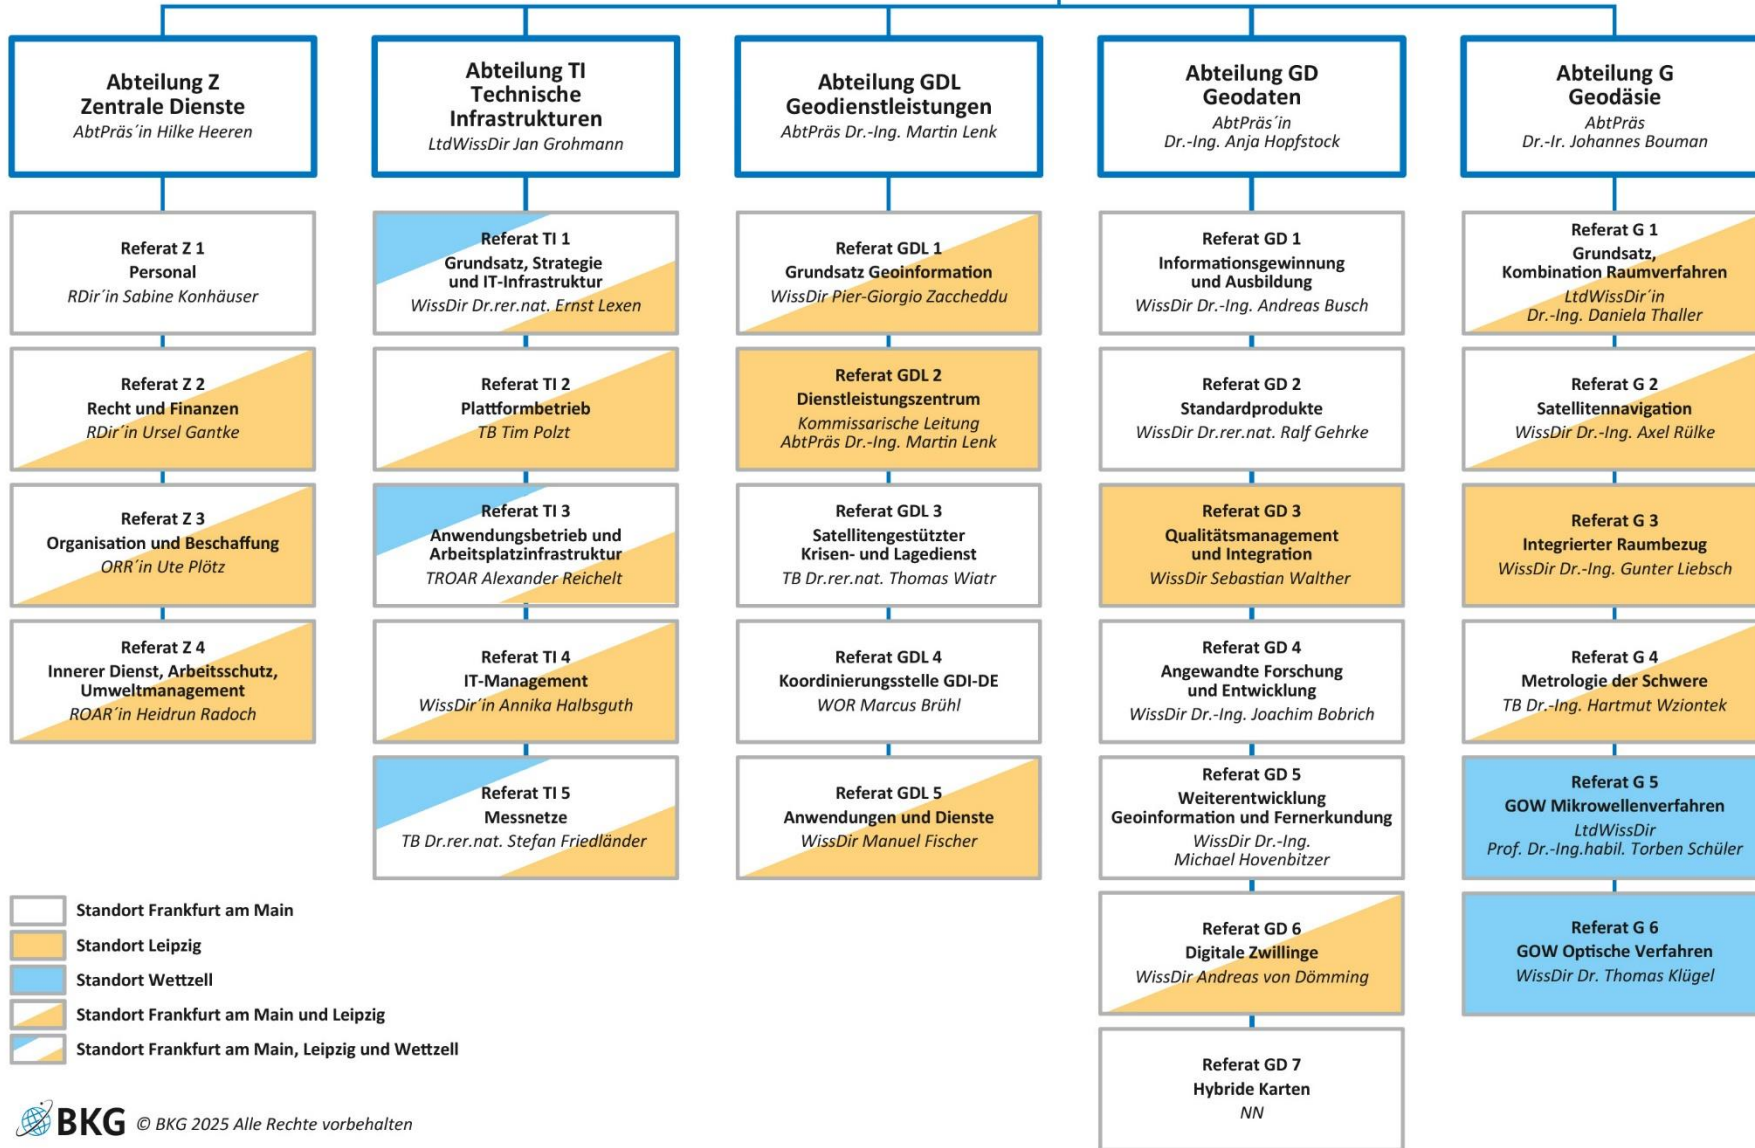 Abteilung Z
Zentrale Dienste
AbtPräs´in Hilke Heeren
Referat Z 1
Personal
RDir´in Sabine Konhäuser
Referat Z 2
Recht und Finanzen
RDir´in Ursel Gantke
Referat Z 3
Organisation und Beschaffung
ORR´in Ute Plötz
Referat Z 4
Innerer Dienst, Arbeitsschutz,
Umweltmanagement
ROAR´in Heidrun Radoch
Abteilung TI
Technische
Infrastrukturen
LtdWissDir Jan Grohmann
Referat TI 1
Grundsatz, Strategie
und IT-Infrastruktur
WissDir Dr.rer.nat. Ernst Lexen
Referat TI 2
Plattformbetrieb
TB Tim Polzt
Referat TI 3
Anwendungsbetrieb und
Arbeitsplatzinfrastruktur
TROAR Alexander Reichelt
Referat TI 4
IT-Management
WissDir´in Annika Halbsguth
Referat TI 5
Messnetze
TB Dr.rer.nat. Stefan Friedländer
Abteilung GDL
Geodienstleistungen
AbtPräs Dr.-Ing. Martin Lenk
Referat GDL 1
Grundsatz Geoinformation
WissDir Pier-Giorgio Zaccheddu
Referat GDL 2
Dienstleistungszentrum
Kommissarische Leitung
AbtPräs Dr.-Ing. Martin Lenk
Referat GDL 3
Satellitengestützter
Krisen- und Lagedienst
TB Dr.rer.nat. Thomas Wiatr
Referat GDL 4
Koordinierungsstelle GDI-DE
WOR Marcus Brühl
Referat GDL 5
Anwendungen und Dienste
WissDir Manuel Fischer
Abteilung GD
Geodaten
AbtPräs´in
Dr.-Ing. Anja Hopfstock
Referat GD 1
Informationsgewinnung
und Ausbildung
WissDir Dr.-Ing. Andreas Busch
Referat GD 2
Standardprodukte
WissDir Dr.rer.nat. Ralf Gehrke
Referat GD 3
Qualitätsmanagement
und Integration
WissDir Sebastian Walther
Referat GD 4
Angewandte Forschung
und Entwicklung
WissDir Dr.-Ing. Joachim Bobrich
Referat GD 5
Weiterentwicklung
Geoinformation und Fernerkundung
WissDir Dr.-Ing.
Michael Hovenbitzer
Referat GD 6
Digitale Zwillinge
WissDir Andreas von Dömming
Referat GD 7
Hybride Karten
NN
Abteilung G
Geodäsie
AbtPräs
Dr.-Ir. Johannes Bouman
Referat G 1
Grundsatz,
Kombination Raumverfahren
LtdWissDir´in
Dr.-Ing. Daniela Thaller
Referat G 2
Satellitennavigation
WissDir Dr.-Ing. Axel Rülke
Referat G 3
Integrierter Raumbezug
WissDir Dr.-Ing. Gunter Liebsch
Referat G 4
Metrologie der Schwere
TB Dr.-Ing. Hartmut Wziontek
Referat G 5
GOW Mikrowellenverfahren
LtdWissDir
Prof. Dr.-Ing.habil. Torben Schüler
Referat G 6
GOW Optische Verfahren
WissDir Dr. Thomas Klügel
Standort Frankfurt am Main
Standort Leipzig
Standort Wettzell
Standort Frankfurt am Main und Leipzig
Standort Frankfurt am Main, Leipzig und Wettzell
BKG © BKG 2025 Alle Rechte vorbehalten